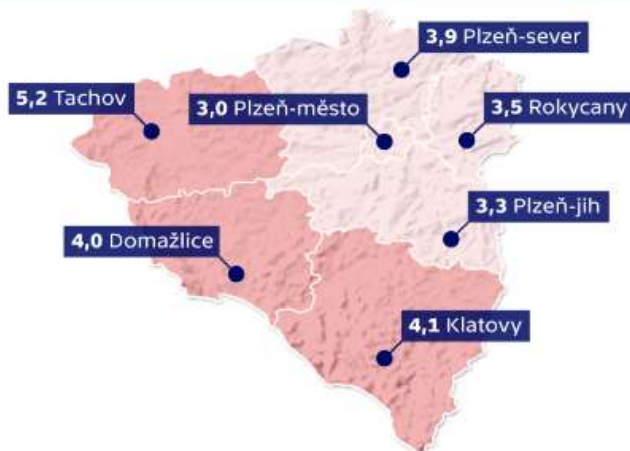 3,9 Plzeň-sever
5,2 Tachov
3,0 Plzeň-město
3,5 Rokycany
3,3 Plzeň-jih
4,0 Domažlice
4,1 Klatovy